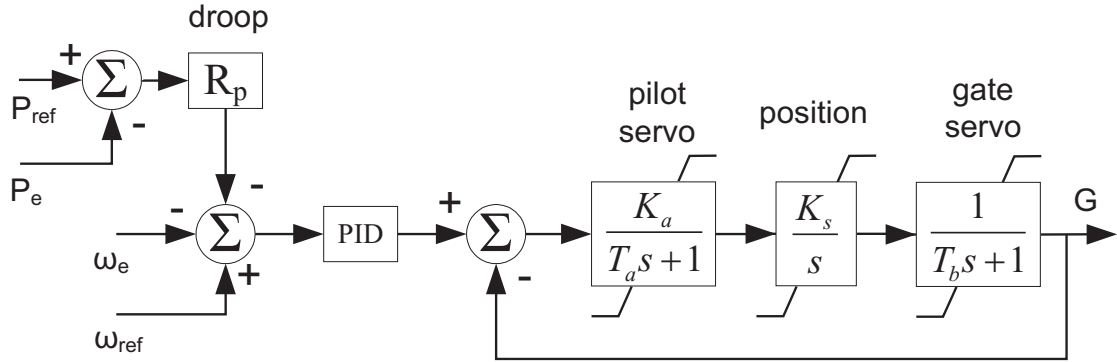 droop
+
Σ
R_p
P_ref
-
P_e
pilot servo
position
gate servo
-
-
+
K_a
K_s
1
G
Σ
PID
Σ
T_a s + 1
s
T_b s + 1
ω_e
+
-
ω_ref